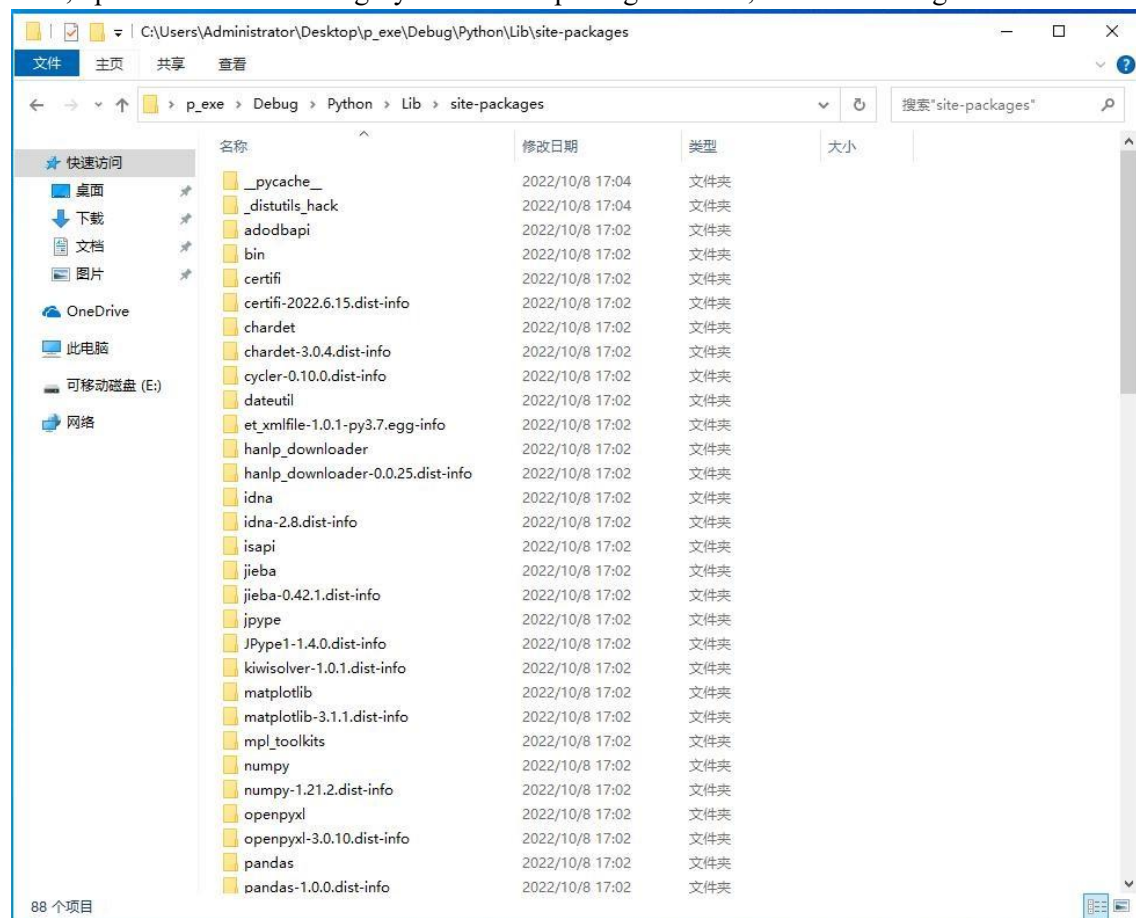 C:\Users\Administrator\Desktop\p_exe\Debug\Python\Lib\site-packages
文件 主页 共享 查看
p_exe > Debug > Python > Lib > site-packages 搜索"site-packages"
名称 修改日期 类型 大小
快速访问
桌面
下载
文档
图片
OneDrive
此电脑
可移动磁盘 (E:)
网络
__pycache__ 2022/10/8 17:04 文件夹
_distutils_hack 2022/10/8 17:04 文件夹
adodbapi 2022/10/8 17:02 文件夹
bin 2022/10/8 17:02 文件夹
certifi 2022/10/8 17:02 文件夹
certifi-2022.6.15.dist-info 2022/10/8 17:02 文件夹
chardet 2022/10/8 17:02 文件夹
chardet-3.0.4.dist-info 2022/10/8 17:02 文件夹
cycler-0.10.0.dist-info 2022/10/8 17:02 文件夹
dateutil 2022/10/8 17:02 文件夹
et_xmlfile-1.0.1-py3.7.egg-info 2022/10/8 17:02 文件夹
hanlp_downloader 2022/10/8 17:02 文件夹
hanlp_downloader-0.0.25.dist-info 2022/10/8 17:02 文件夹
idna 2022/10/8 17:02 文件夹
idna-2.8.dist-info 2022/10/8 17:02 文件夹
isapi 2022/10/8 17:02 文件夹
jieba 2022/10/8 17:02 文件夹
jieba-0.42.1.dist-info 2022/10/8 17:02 文件夹
jpype 2022/10/8 17:02 文件夹
JPype1-1.4.0.dist-info 2022/10/8 17:02 文件夹
kiwisolver-1.0.1.dist-info 2022/10/8 17:02 文件夹
matplotlib 2022/10/8 17:02 文件夹
matplotlib-3.1.1.dist-info 2022/10/8 17:02 文件夹
mpl_toolkits 2022/10/8 17:02 文件夹
numpy 2022/10/8 17:02 文件夹
numpy-1.21.2.dist-info 2022/10/8 17:02 文件夹
openpyxl 2022/10/8 17:02 文件夹
openpyxl-3.0.10.dist-info 2022/10/8 17:02 文件夹
pandas 2022/10/8 17:02 文件夹
pandas-1.0.0.dist-info 2022/10/8 17:02 文件夹
88 个项目